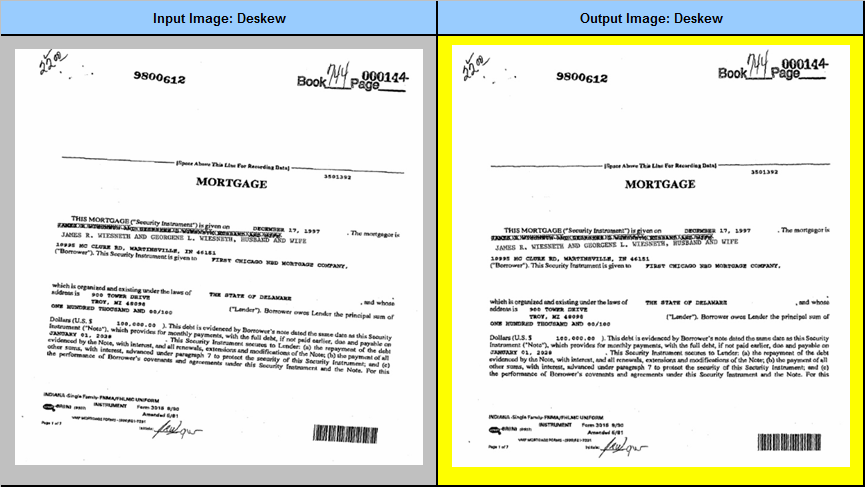 Input Image: Deskew
22.00
9800612
Book 744 Page 000144-
[Space Above This Line For Recording Data]
3501392
MORTGAGE
THIS MORTGAGE ("Security Instrument") is given on DECEMBER 17, 1997 . The mortgagor is
JAMES R. WIESNETH AND GEORGENE L. WIESNETH, HUSBAND AND WIFE
10995 MC CLURE RD, MARTINSVILLE, IN 46151
("Borrower"). This Security Instrument is given to FIRST CHICAGO NBD MORTGAGE COMPANY,
which is organized and existing under the laws of THE STATE OF DELAWARE , and whose
address is 900 TOWER DRIVE
TROY, MI 48098 ("Lender"). Borrower owes Lender the principal sum of
ONE HUNDRED THOUSAND AND 00/100
Dollars (U.S. $ 100,000.00 ). This debt is evidenced by Borrower's note dated the same date as this Security
Instrument ("Note"), which provides for monthly payments, with the full debt, if not paid earlier, due and payable on
JANUARY 01, 2028 . This Security Instrument secures to Lender: (a) the repayment of the debt
evidenced by the Note, with interest, and all renewals, extensions and modifications of the Note; (b) the payment of all
other sums, with interest, advanced under paragraph 7 to protect the security of this Security Instrument; and (c)
the performance of Borrower's covenants and agreements under this Security Instrument and the Note. For this
INDIANA-Single Family-FNMA/FHLMC UNIFORM
INSTRUMENT Form 3015 9/90
Amended 5/91
Page 1 of 7
VMP MORTGAGE FORMS
Initials:
Output Image: Deskew
22.00
9800612
Book 744 Page 000144-
[Space Above This Line For Recording Data]
3501392
MORTGAGE
THIS MORTGAGE ("Security Instrument") is given on DECEMBER 17, 1997 . The mortgagor is
JAMES R. WIESNETH AND GEORGENE L. WIESNETH, HUSBAND AND WIFE
10995 MC CLURE RD, MARTINSVILLE, IN 46151
("Borrower"). This Security Instrument is given to FIRST CHICAGO NBD MORTGAGE COMPANY,
which is organized and existing under the laws of THE STATE OF DELAWARE , and whose
address is 900 TOWER DRIVE
TROY, MI 48098 ("Lender"). Borrower owes Lender the principal sum of
ONE HUNDRED THOUSAND AND 00/100
Dollars (U.S. $ 100,000.00 ). This debt is evidenced by Borrower's note dated the same date as this Security
Instrument ("Note"), which provides for monthly payments, with the full debt, if not paid earlier, due and payable on
JANUARY 01, 2028 . This Security Instrument secures to Lender: (a) the repayment of the debt
evidenced by the Note, with interest, and all renewals, extensions and modifications of the Note; (b) the payment of all
other sums, with interest, advanced under paragraph 7 to protect the security of this Security Instrument; and (c)
the performance of Borrower's covenants and agreements under this Security Instrument and the Note. For this
INDIANA-Single Family-FNMA/FHLMC UNIFORM
INSTRUMENT Form 3015 9/90
Amended 5/91
Page 1 of 7
VMP MORTGAGE FORMS
Initials: